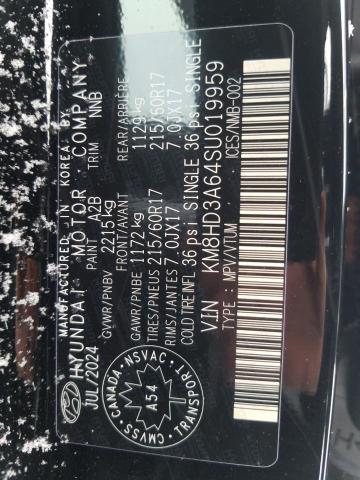 MANUFACTURED IN KOREA BY
HYUNDAI MOTOR COMPANY
JUL/2024 PAINT A2B TRIM NNB
GVWR/PNBV 2215kg
FRONT/AVANT REAR/ARRIERE
GAWR/PNBE 1172kg 1129kg
TIRES/PNEUS 215/60R17 215/60R17
RIMS/JANTES 7.0JX17 7.0JX17
COLD TIRE INFL. 36 psi SINGLE 36 psi SINGLE
V.I.N KM8HD3A64SU019959
TYPE : MPV/VTUM ICES/NMB-002
CANADA · NSVAC · TRANSPORT · CMVSS
A54